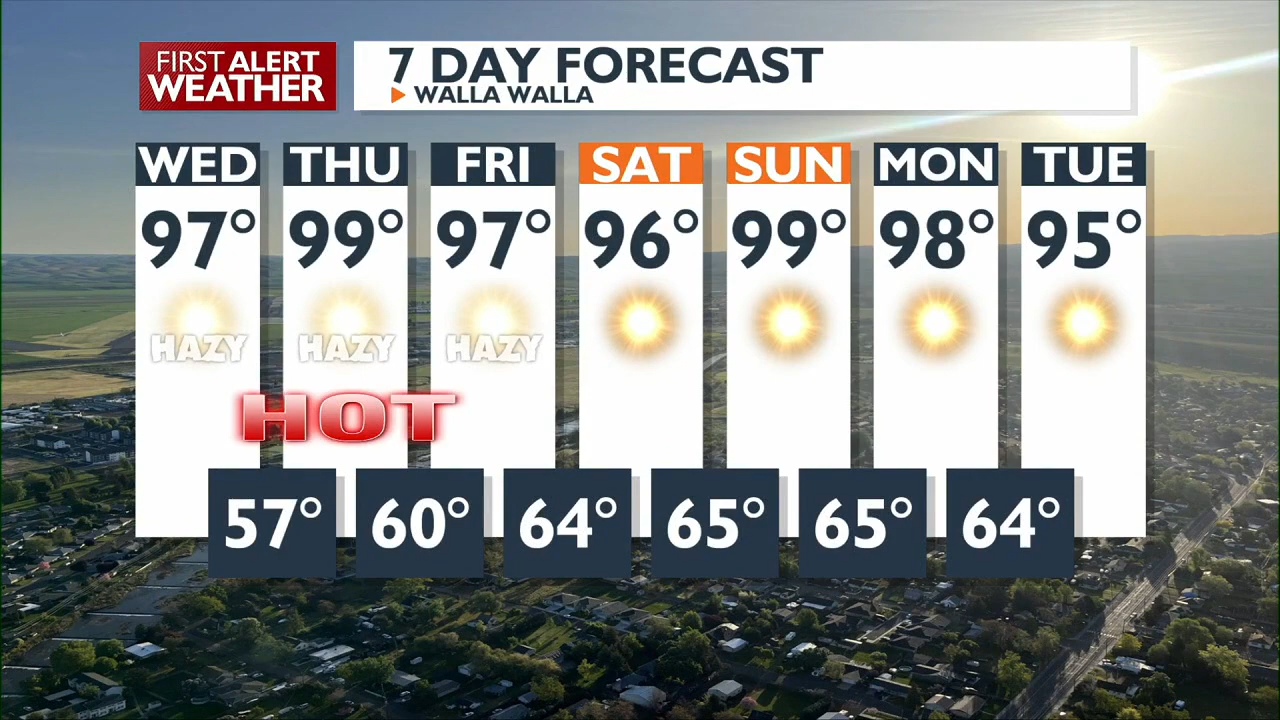 FIRST ALERT
WEATHER
7 DAY FORECAST
WALLA WALLA
WED THU FRI SAT SUN MON TUE
97° 99° 97° 96° 99° 98° 95°
HAZY HAZY HAZY
HOT
57° 60° 64° 65° 65° 64°